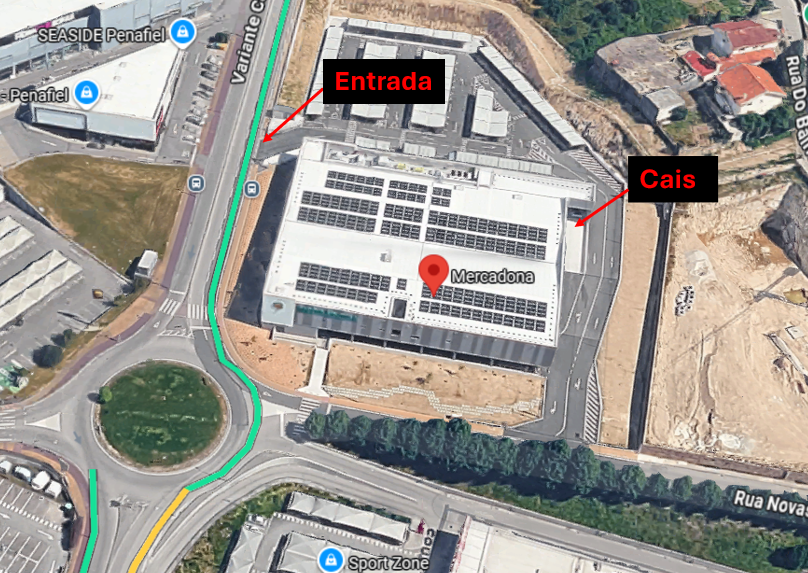 SEASIDE Penafiel
Variante C
- Penafiel
Entrada
Rua Do Ba
Cais
Mercadona
Rua Novas
Sport Zone